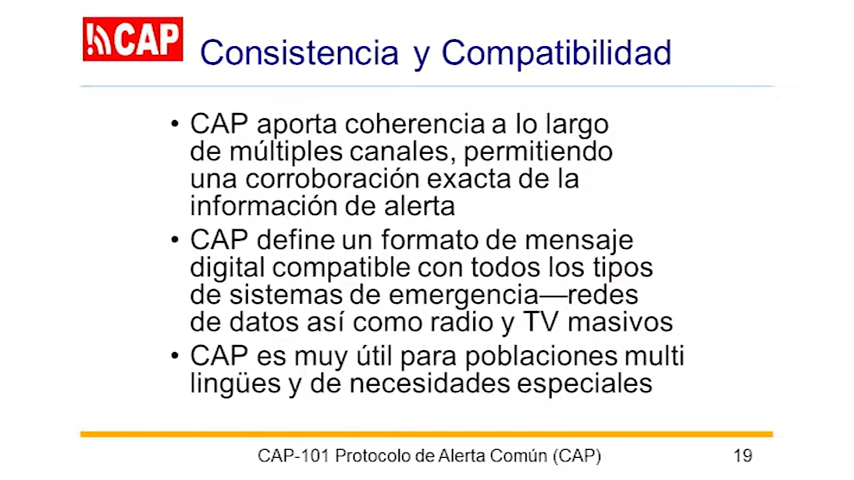 CAP
Consistencia y Compatibilidad
• CAP aporta coherencia a lo largo
de múltiples canales, permitiendo
una corroboración exacta de la
información de alerta
• CAP define un formato de mensaje
digital compatible con todos los tipos
de sistemas de emergencia—redes
de datos así como radio y TV masivos
• CAP es muy útil para poblaciones multi
lingües y de necesidades especiales
CAP-101 Protocolo de Alerta Común (CAP) 19